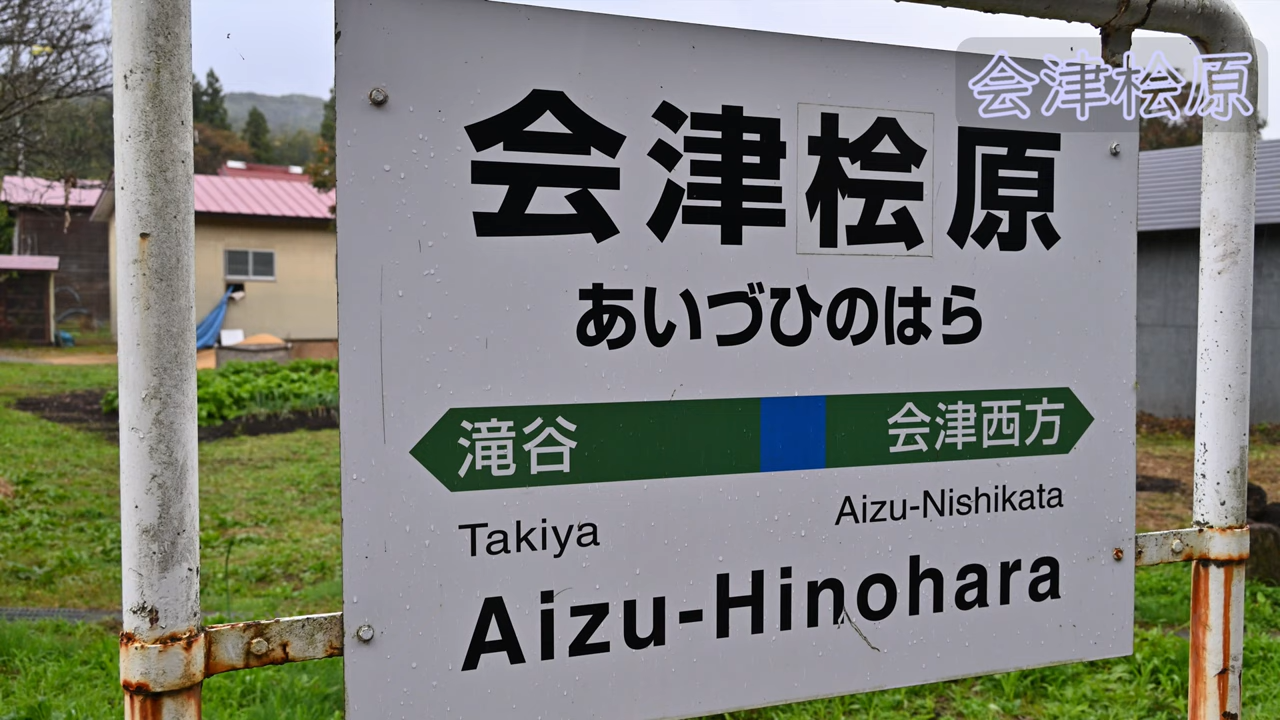 会津桧原
会津桧原
あいづひのはら
滝谷
会津西方
Takiya
Aizu-Nishikata
Aizu-Hinohara